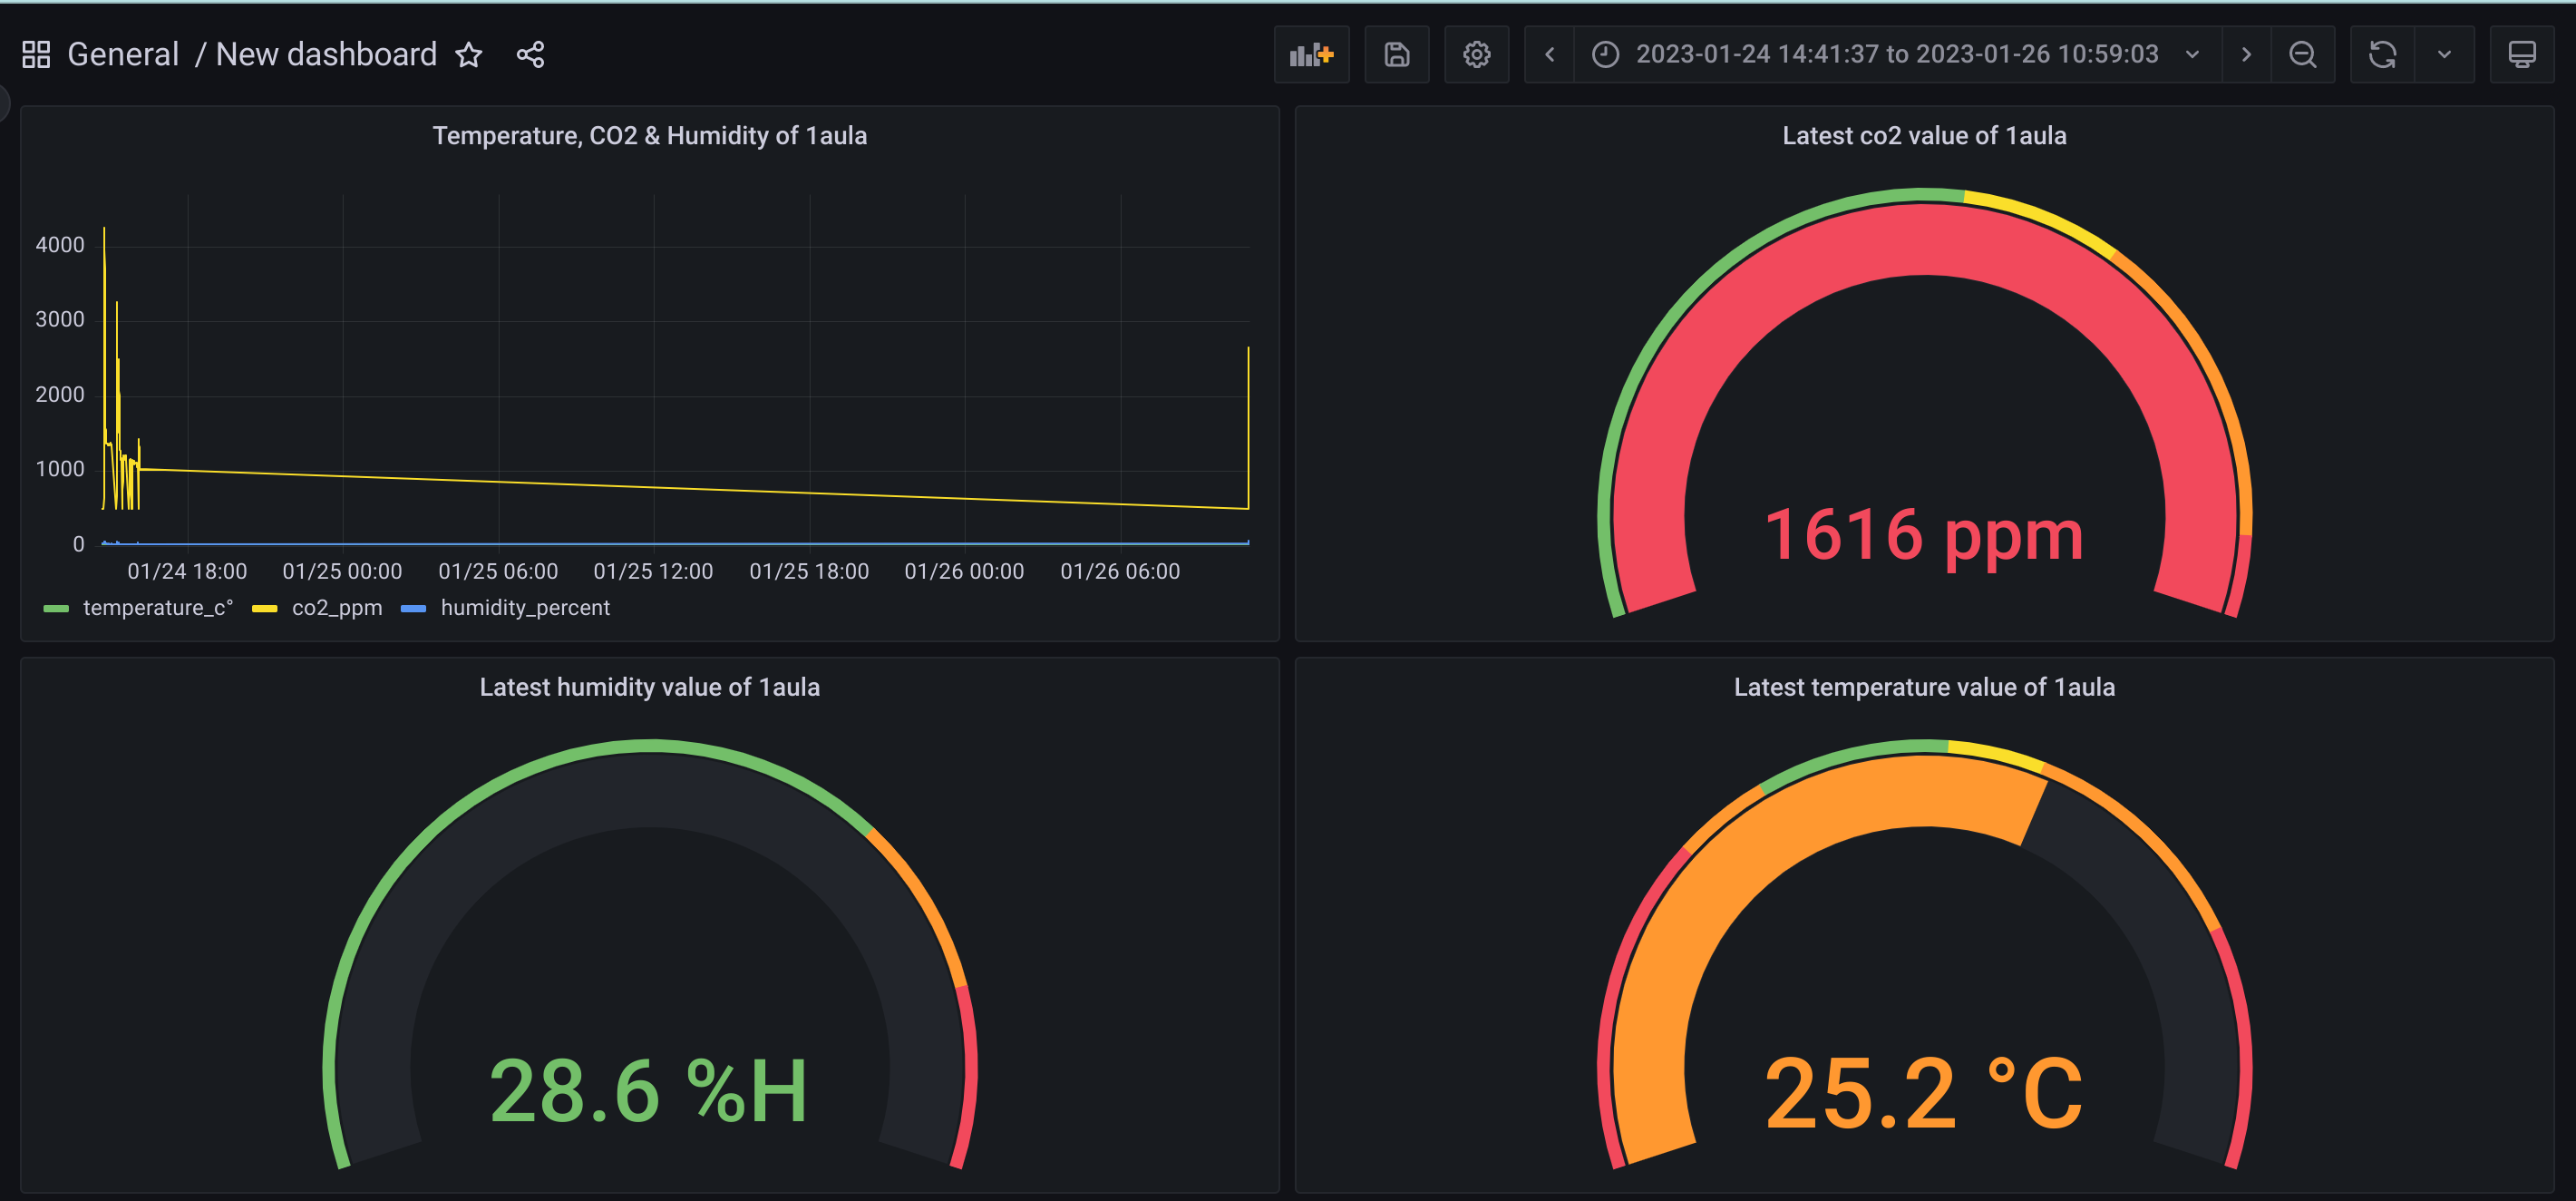 General / New dashboard
2023-01-24 14:41:37 to 2023-01-26 10:59:03
Temperature, CO2 & Humidity of 1aula
4000
3000
2000
1000
0
01/24 18:00 01/25 00:00 01/25 06:00 01/25 12:00 01/25 18:00 01/26 00:00 01/26 06:00
temperature_c° co2_ppm humidity_percent
Latest co2 value of 1aula
1616 ppm
Latest humidity value of 1aula
28.6 %H
Latest temperature value of 1aula
25.2 °C